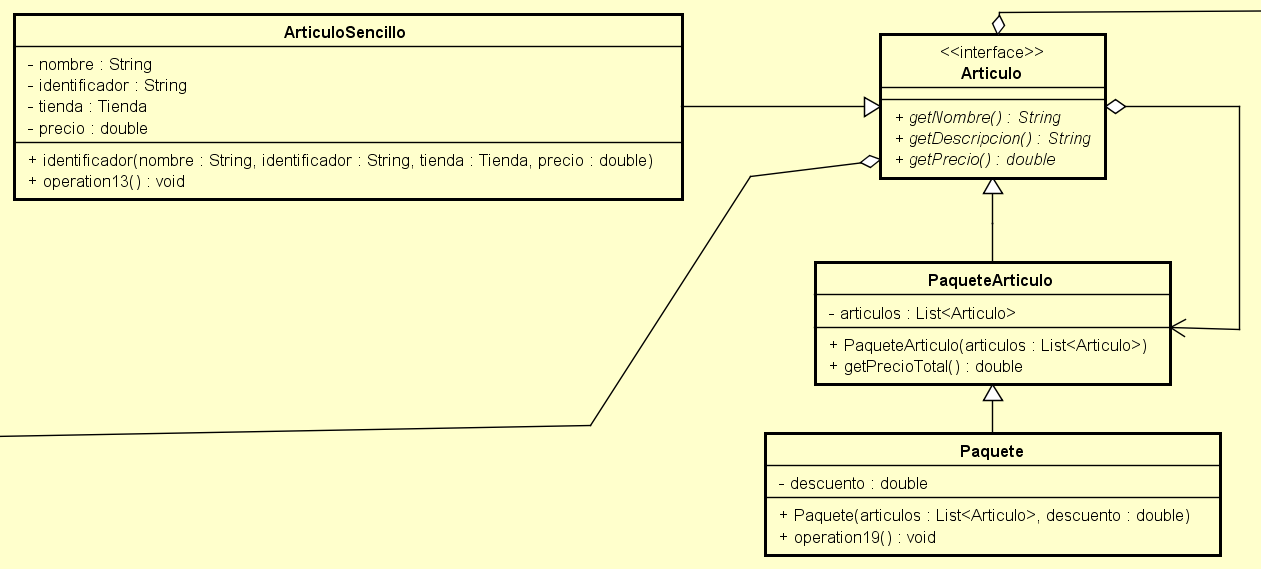 ArticuloSencillo
- nombre : String
- identificador : String
- tienda : Tienda
- precio : double
+ identificador(nombre : String, identificador : String, tienda : Tienda, precio : double)
+ operation13() : void
<<interface>>
Articulo
+ getNombre() : String
+ getDescripcion() : String
+ getPrecio() : double
PaqueteArticulo
- articulos : List<Articulo>
+ PaqueteArticulo(articulos : List<Articulo>)
+ getPrecioTotal() : double
Paquete
- descuento : double
+ Paquete(articulos : List<Articulo>, descuento : double)
+ operation19() : void